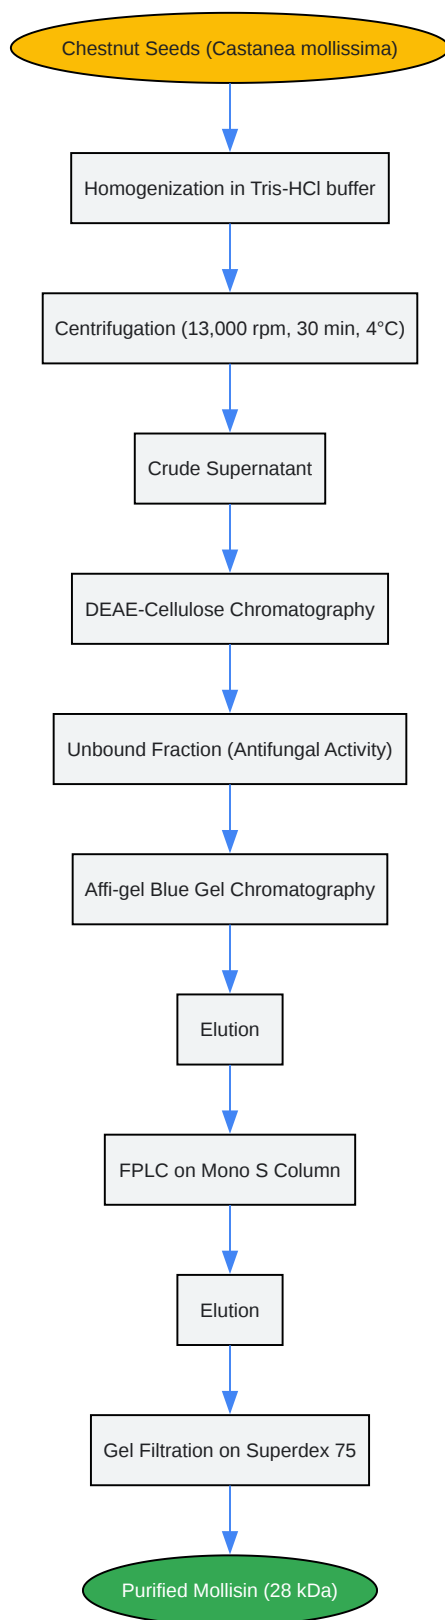 Chestnut Seeds (Castanea mollissima)
Homogenization in Tris-HCl buffer
Centrifugation (13,000 rpm, 30 min, 4°C)
Crude Supernatant
DEAE-Cellulose Chromatography
Unbound Fraction (Antifungal Activity)
Affi-gel Blue Gel Chromatography
Elution
FPLC on Mono S Column
Elution
Gel Filtration on Superdex 75
Purified Mollisin (28 kDa)